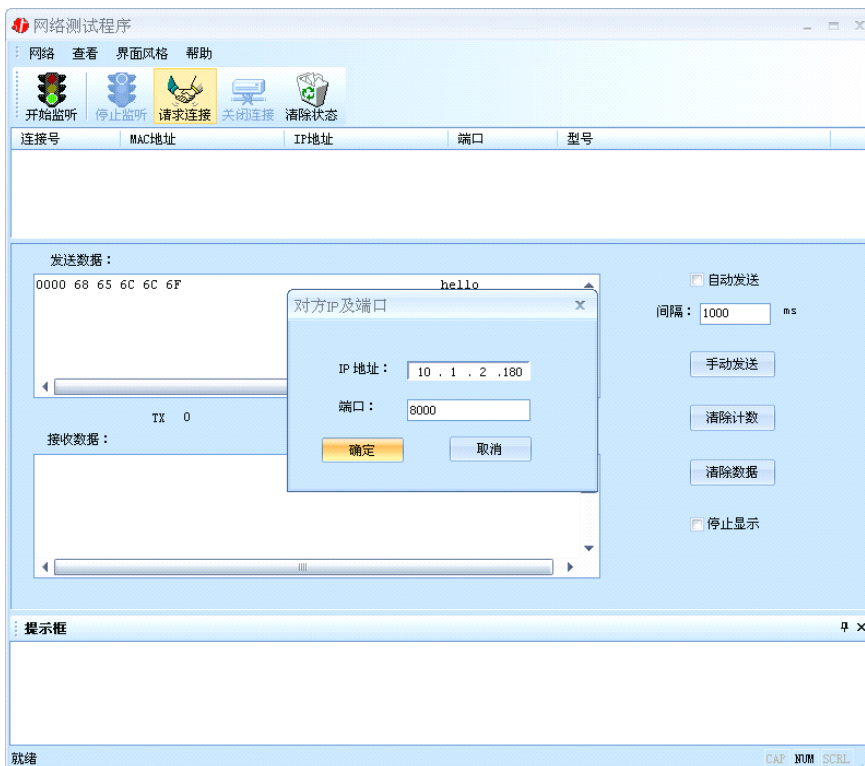 网络测试程序
网络 查看 界面风格 帮助
开始监听 停止监听 请求连接 关闭连接 清除状态
连接号 MAC地址 IP地址 端口 型号
发送数据：
0000 68 65 6C 6C 6F hello
自动发送
间隔： 1000 ms
对方IP及端口
IP 地址： 10 . 1 . 2 .180
端口： 8000
确定 取消
手动发送
TX 0
清除计数
接收数据：
清除数据
停止显示
提示框
就绪
CAP NUM SCRL